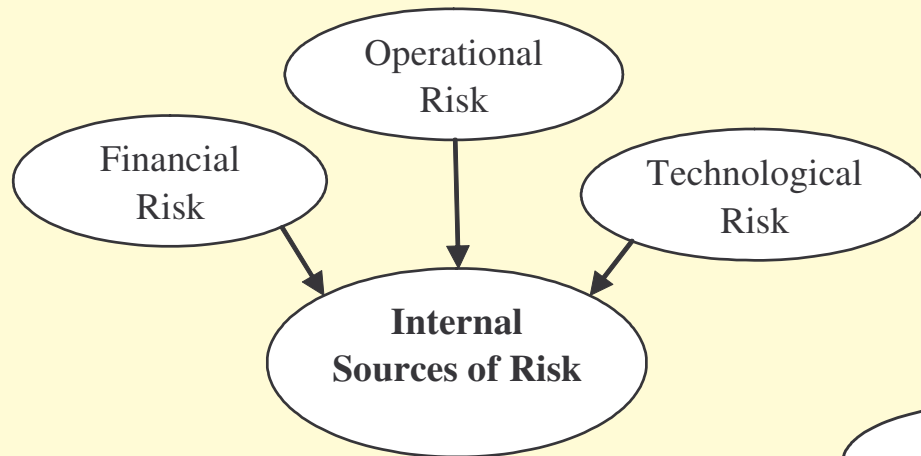 Operational
Risk
Financial
Risk
Technological
Risk
Internal
Sources of Risk